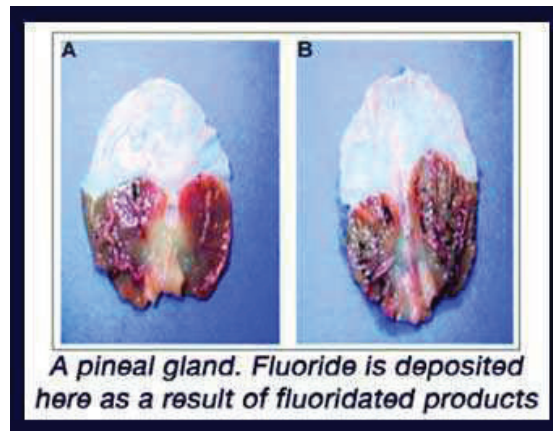 A B
A pineal gland. Fluoride is deposited
here as a result of fluoridated products